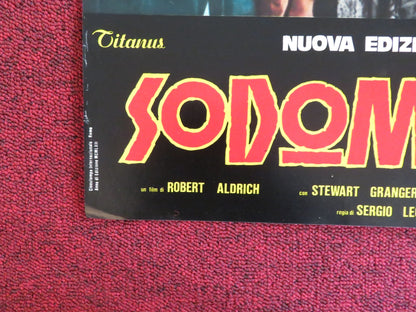 Titanus
NUOVA EDIZI
SODOM
un film di ROBERT ALDRICH con STEWART GRANGER
regia di SERGIO LE